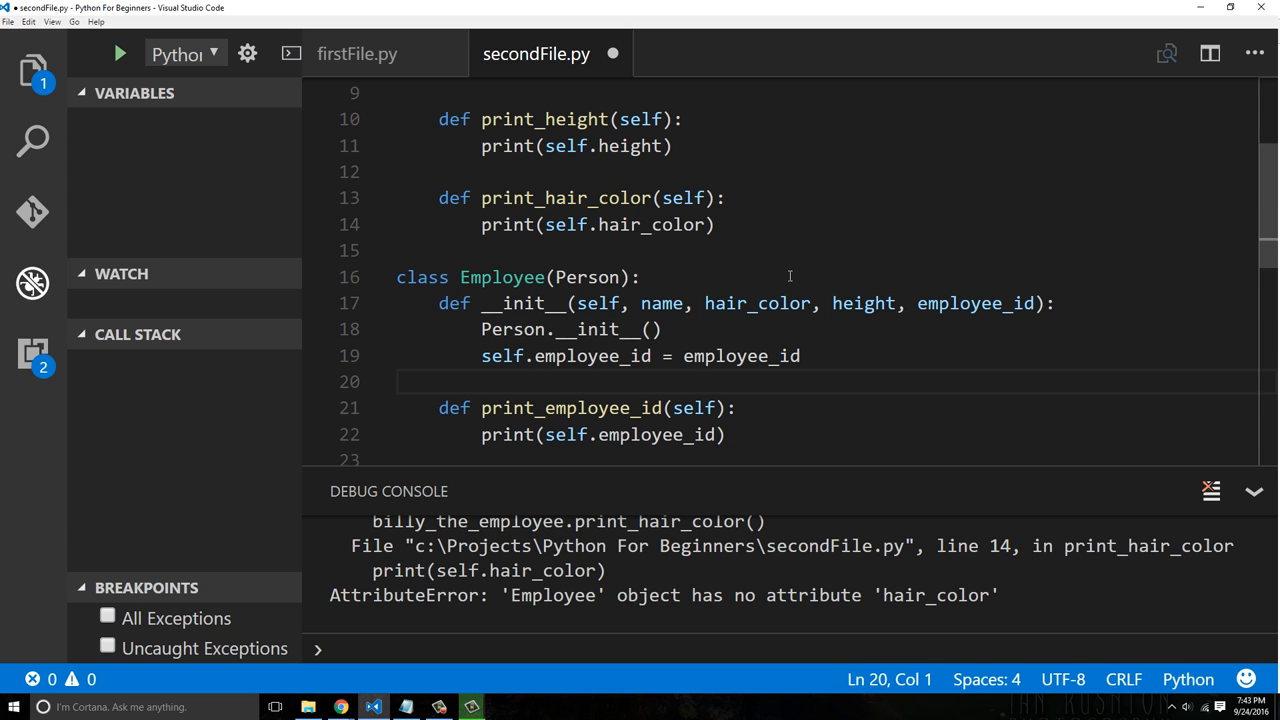 secondFile.py - Python For Beginners - Visual Studio Code
File Edit View Go Help
Python
firstFile.py
secondFile.py
1
VARIABLES
WATCH
CALL STACK
2
BREAKPOINTS
All Exceptions
Uncaught Exceptions
9
10 def print_height(self):
11 print(self.height)
12
13 def print_hair_color(self):
14 print(self.hair_color)
15
16 class Employee(Person):
17 def __init__(self, name, hair_color, height, employee_id):
18 Person.__init__()
19 self.employee_id = employee_id
20
21 def print_employee_id(self):
22 print(self.employee_id)
23
DEBUG CONSOLE
billy_the_employee.print_hair_color()
File "c:\Projects\Python For Beginners\secondFile.py", line 14, in print_hair_color
print(self.hair_color)
AttributeError: 'Employee' object has no attribute 'hair_color'
0 0
Ln 20, Col 1 Spaces: 4 UTF-8 CRLF Python
I'm Cortana. Ask me anything.
7:43 PM
9/24/2016